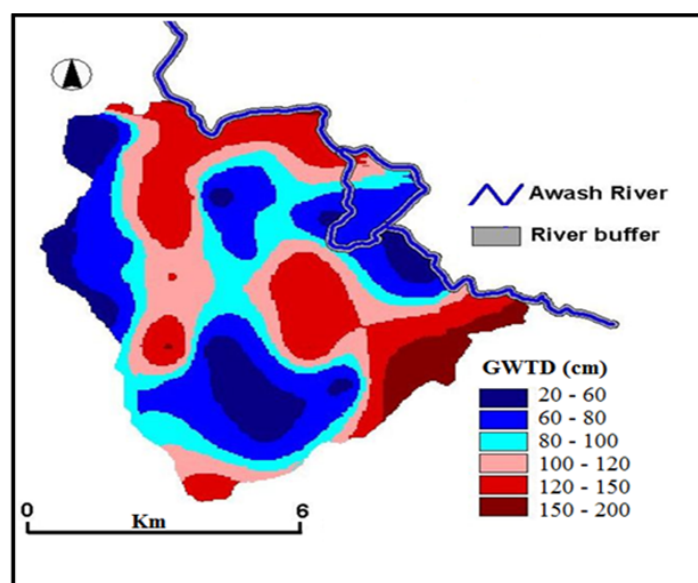 Awash River
River buffer
GWTD (cm)
20 - 60
60 - 80
80 - 100
100 - 120
120 - 150
150 - 200
0
6
Km